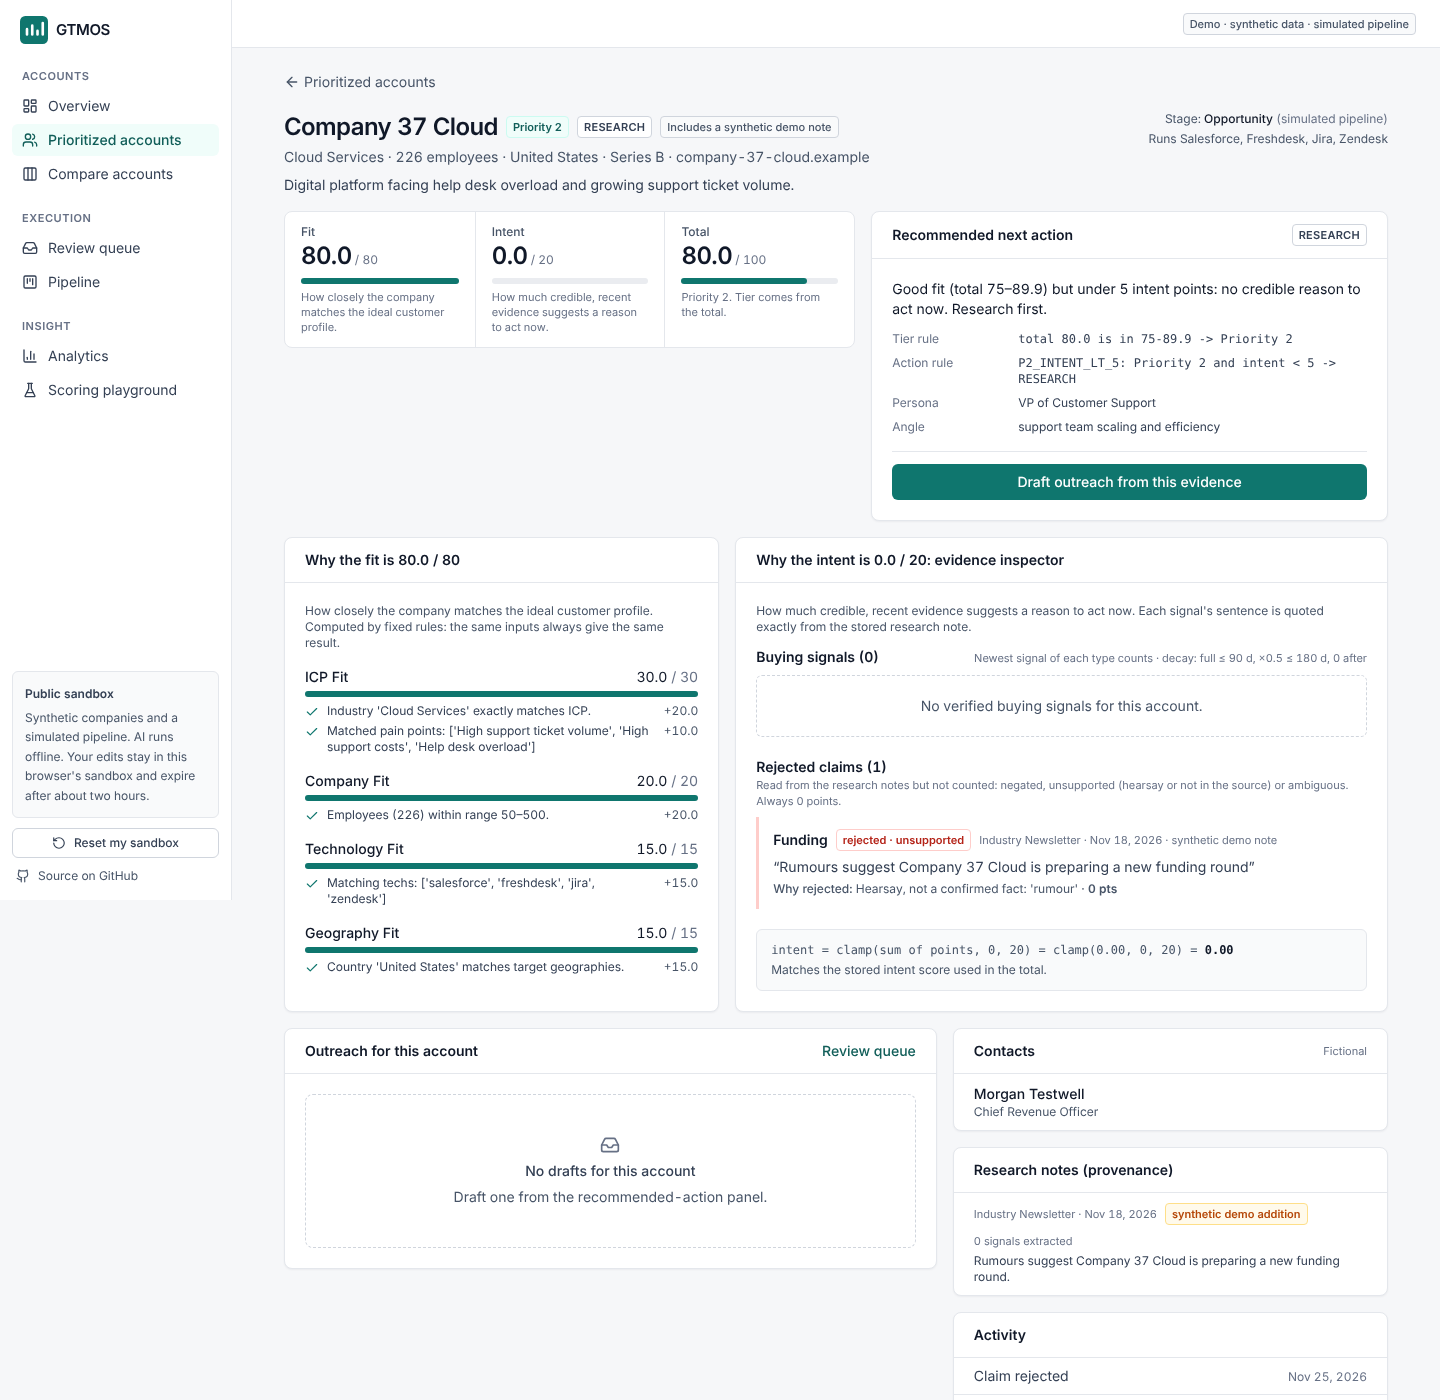 GTMOS
ACCOUNTS
Overview
Prioritized accounts
Compare accounts
EXECUTION
Review queue
Pipeline
INSIGHT
Analytics
Scoring playground
Public sandbox
Synthetic companies and a
simulated pipeline. AI runs
offline. Your edits stay in this
browser's sandbox and expire
after about two hours.
Reset my sandbox
Source on GitHub
Demo · synthetic data · simulated pipeline
Prioritized accounts
Company 37 Cloud Priority 2 RESEARCH Includes a synthetic demo note
Cloud Services · 226 employees · United States · Series B · company-37-cloud.example
Digital platform facing help desk overload and growing support ticket volume.
Stage: Opportunity (simulated pipeline)
Runs Salesforce, Freshdesk, Jira, Zendesk
Fit
80.0 / 80
How closely the company
matches the ideal customer
profile.
Intent
0.0 / 20
How much credible, recent
evidence suggests a reason
to act now.
Total
80.0 / 100
Priority 2. Tier comes from
the total.
Recommended next action RESEARCH
Good fit (total 75–89.9) but under 5 intent points: no credible reason to
act now. Research first.
Tier rule total 80.0 is in 75-89.9 -> Priority 2
Action rule P2_INTENT_LT_5: Priority 2 and intent < 5 ->
RESEARCH
Persona VP of Customer Support
Angle support team scaling and efficiency
Draft outreach from this evidence
Why the fit is 80.0 / 80
How closely the company matches the ideal customer profile.
Computed by fixed rules: the same inputs always give the same
result.
ICP Fit 30.0 / 30
Industry 'Cloud Services' exactly matches ICP. +20.0
Matched pain points: ['High support ticket volume', 'High +10.0
support costs', 'Help desk overload']
Company Fit 20.0 / 20
Employees (226) within range 50–500. +20.0
Technology Fit 15.0 / 15
Matching techs: ['salesforce', 'freshdesk', 'jira', +15.0
'zendesk']
Geography Fit 15.0 / 15
Country 'United States' matches target geographies. +15.0
Why the intent is 0.0 / 20: evidence inspector
How much credible, recent evidence suggests a reason to act now. Each signal's sentence is quoted
exactly from the stored research note.
Buying signals (0) Newest signal of each type counts · decay: full ≤ 90 d, ×0.5 ≤ 180 d, 0 after
No verified buying signals for this account.
Rejected claims (1)
Read from the research notes but not counted: negated, unsupported (hearsay or not in the source) or ambiguous.
Always 0 points.
Funding rejected · unsupported Industry Newsletter · Nov 18, 2026 · synthetic demo note
“Rumours suggest Company 37 Cloud is preparing a new funding round”
Why rejected: Hearsay, not a confirmed fact: 'rumour' · 0 pts
intent = clamp(sum of points, 0, 20) = clamp(0.00, 0, 20) = 0.00
Matches the stored intent score used in the total.
Outreach for this account Review queue
No drafts for this account
Draft one from the recommended-action panel.
Contacts Fictional
Morgan Testwell
Chief Revenue Officer
Research notes (provenance)
Industry Newsletter · Nov 18, 2026 synthetic demo addition
0 signals extracted
Rumours suggest Company 37 Cloud is preparing a new funding
round.
Activity
Claim rejected Nov 25, 2026